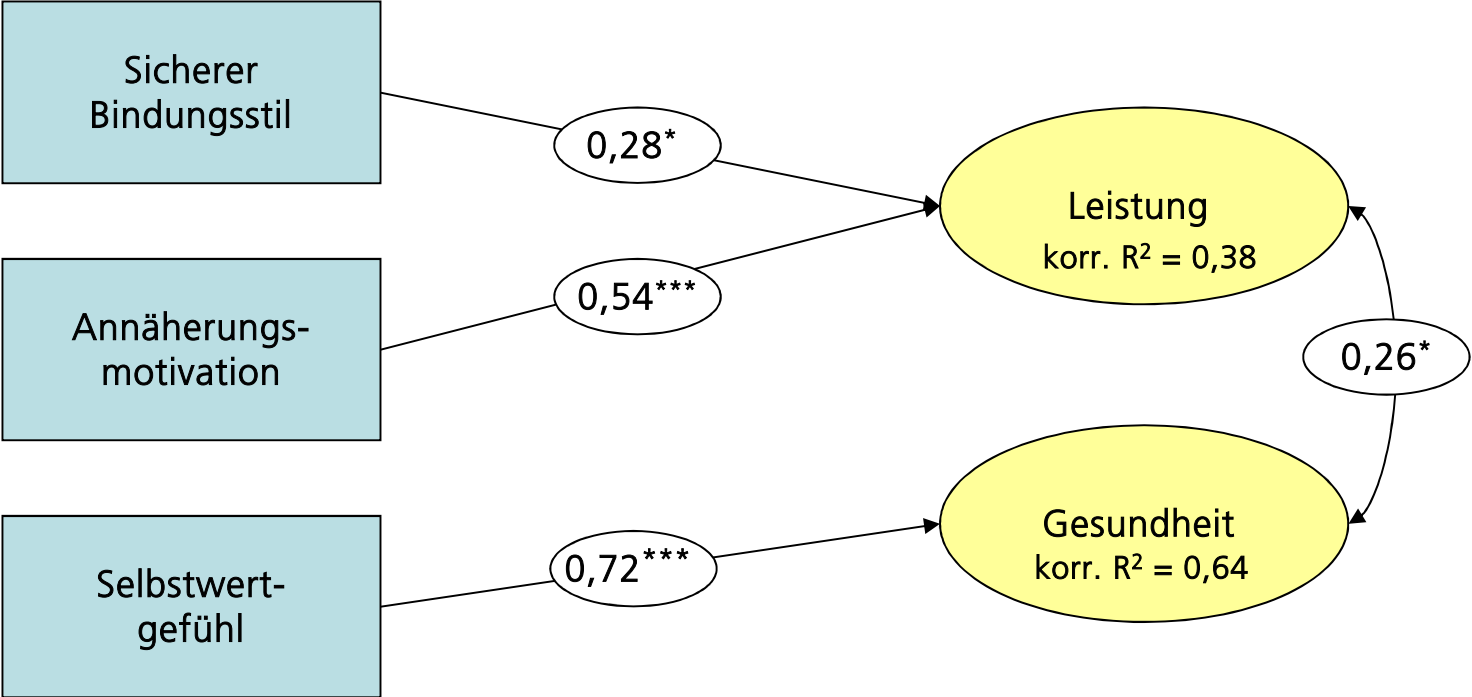 Sicherer
Bindungsstil
0,28*
Leistung
korr. R² = 0,38
Annäherungs-
motivation
0,54***
0,26*
Selbstwert-
gefühl
0,72***
Gesundheit
korr. R² = 0,64